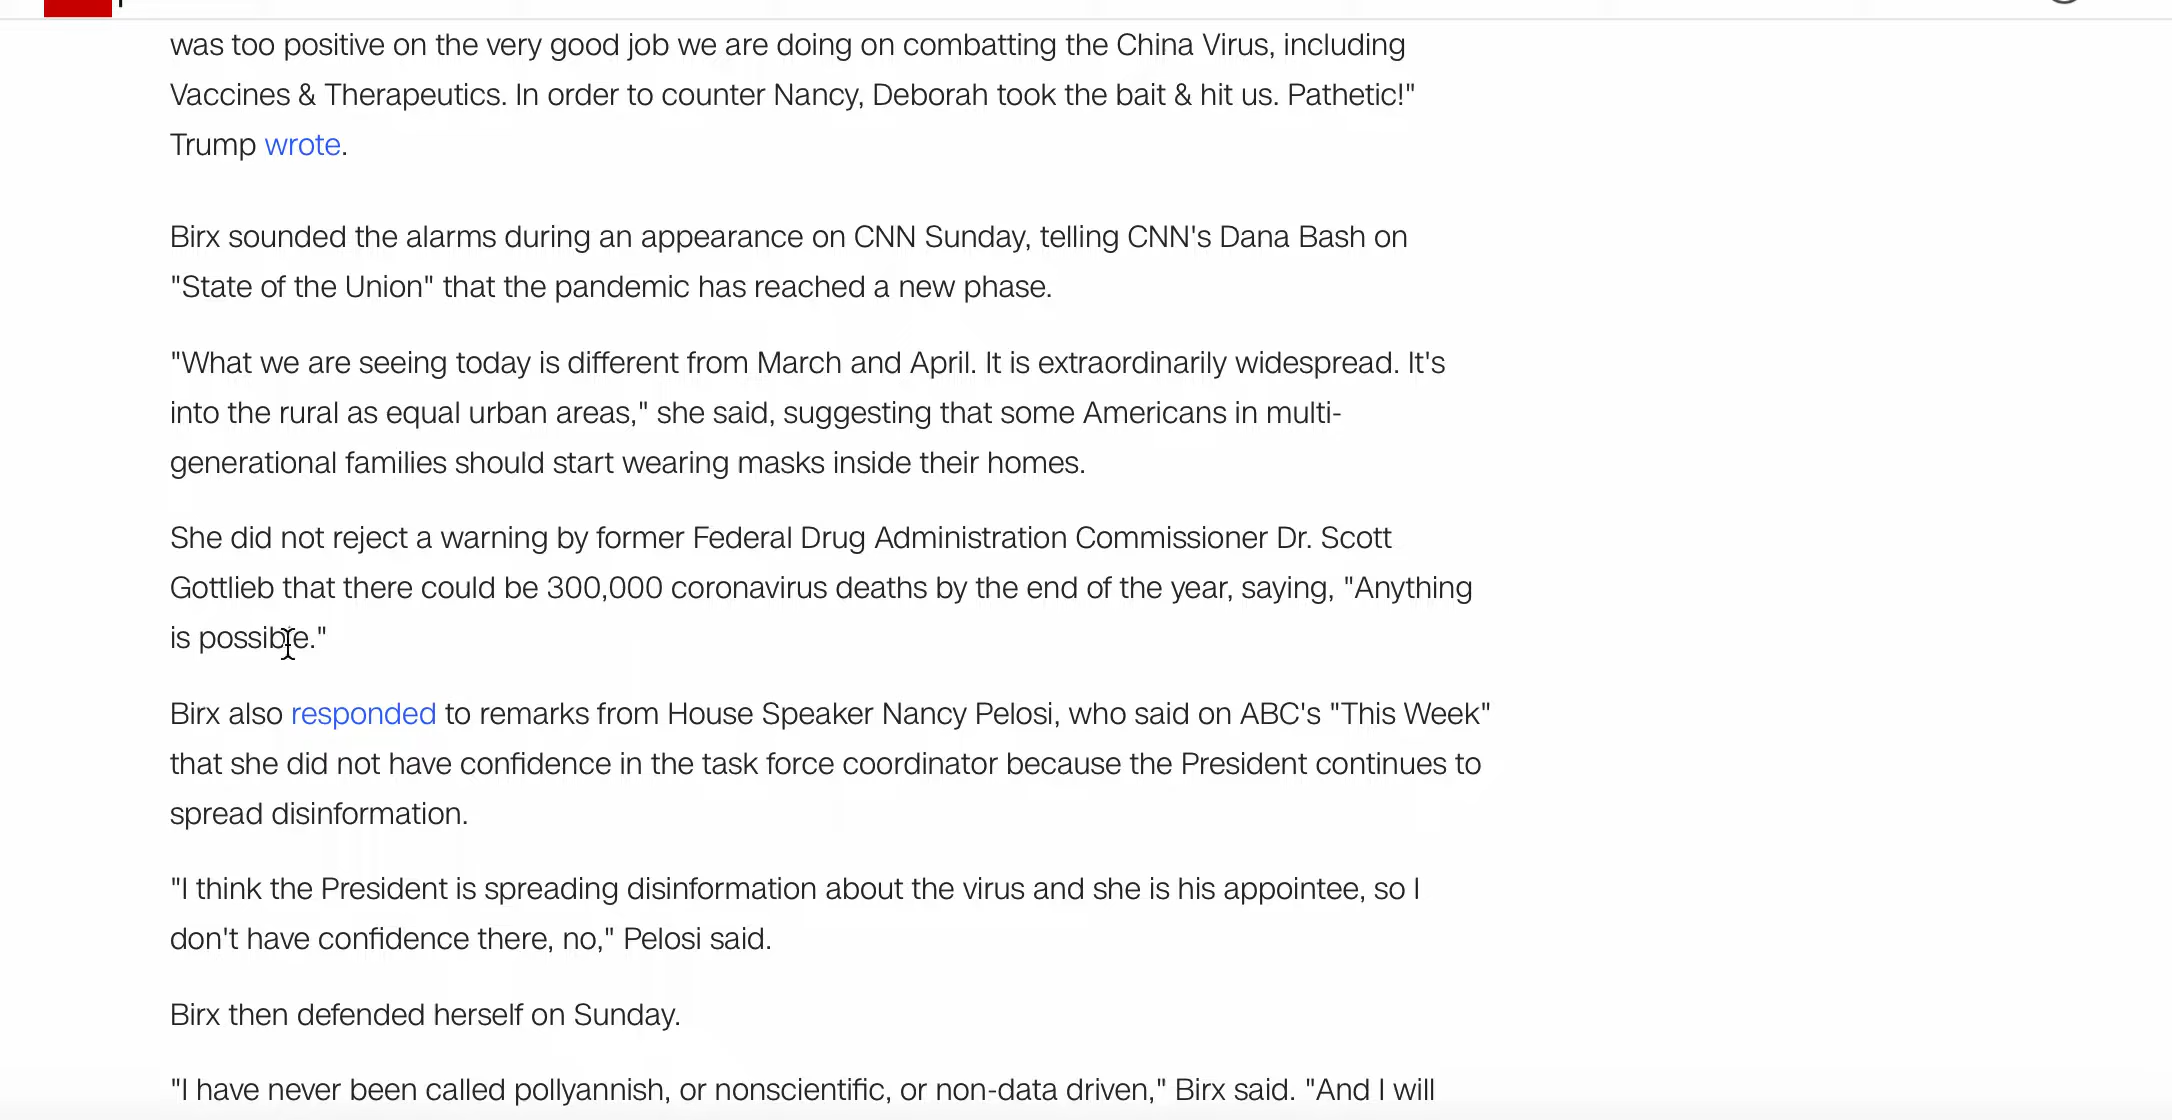 was too positive on the very good job we are doing on combatting the China Virus, including
Vaccines & Therapeutics. In order to counter Nancy, Deborah took the bait & hit us. Pathetic!"
Trump wrote.
Birx sounded the alarms during an appearance on CNN Sunday, telling CNN's Dana Bash on
"State of the Union" that the pandemic has reached a new phase.
"What we are seeing today is different from March and April. It is extraordinarily widespread. It's
into the rural as equal urban areas," she said, suggesting that some Americans in multi-
generational families should start wearing masks inside their homes.
She did not reject a warning by former Federal Drug Administration Commissioner Dr. Scott
Gottlieb that there could be 300,000 coronavirus deaths by the end of the year, saying, "Anything
is possible."
Birx also responded to remarks from House Speaker Nancy Pelosi, who said on ABC's "This Week"
that she did not have confidence in the task force coordinator because the President continues to
spread disinformation.
"I think the President is spreading disinformation about the virus and she is his appointee, so I
don't have confidence there, no," Pelosi said.
Birx then defended herself on Sunday.
"I have never been called pollyannish, or nonscientific, or non-data driven," Birx said. "And I will